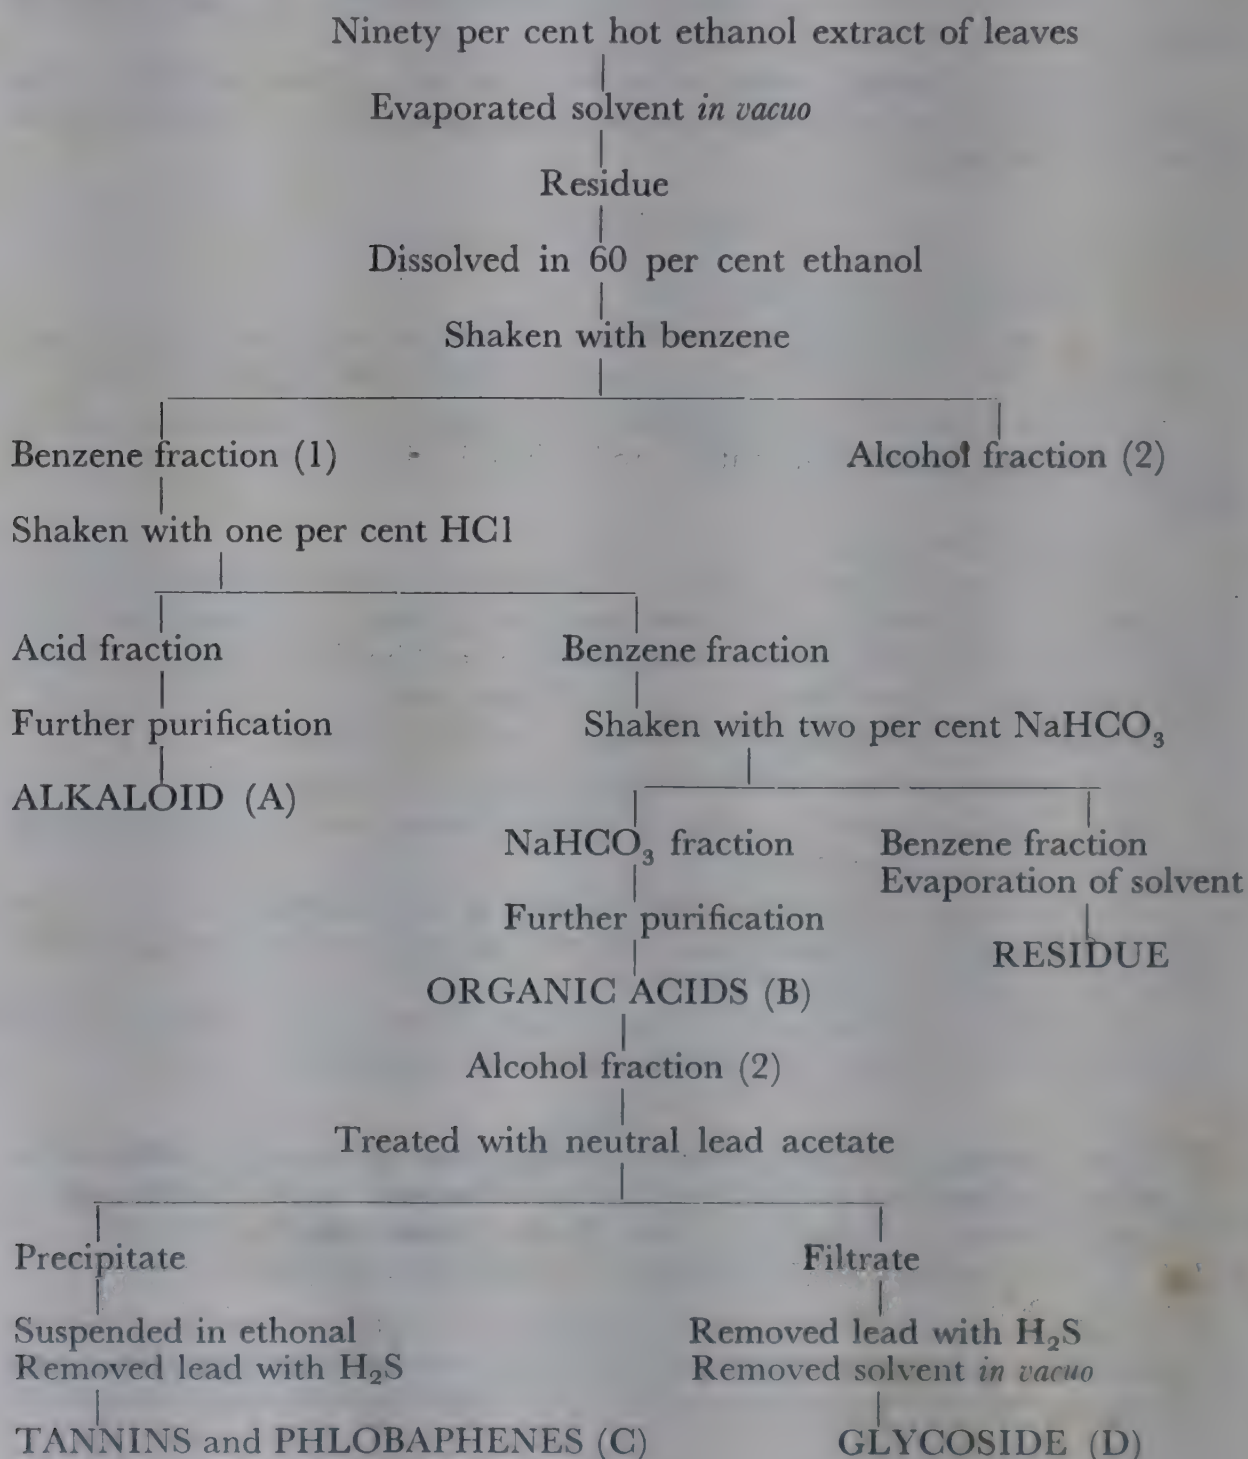 Ninety per cent hot ethanol extract of leaves
Evaporated solvent in vacuo
Residue
Dissolved in 60 per cent ethanol
Shaken with benzene
Benzene fraction (1)
Alcohol fraction (2)
Shaken with one per cent HCl
Acid fraction
Benzene fraction
Further purification
Shaken with two per cent NaHCO₃
ALKALOID (A)
NaHCO₃ fraction
Benzene fraction
Evaporation of solvent
Further purification
RESIDUE
ORGANIC ACIDS (B)
Alcohol fraction (2)
Treated with neutral lead acetate
Precipitate
Filtrate
Suspended in ethonal
Removed lead with H₂S
Removed lead with H₂S
Removed solvent in vacuo
TANNINS and PHLOBAPHENES (C)
GLYCOSIDE (D)